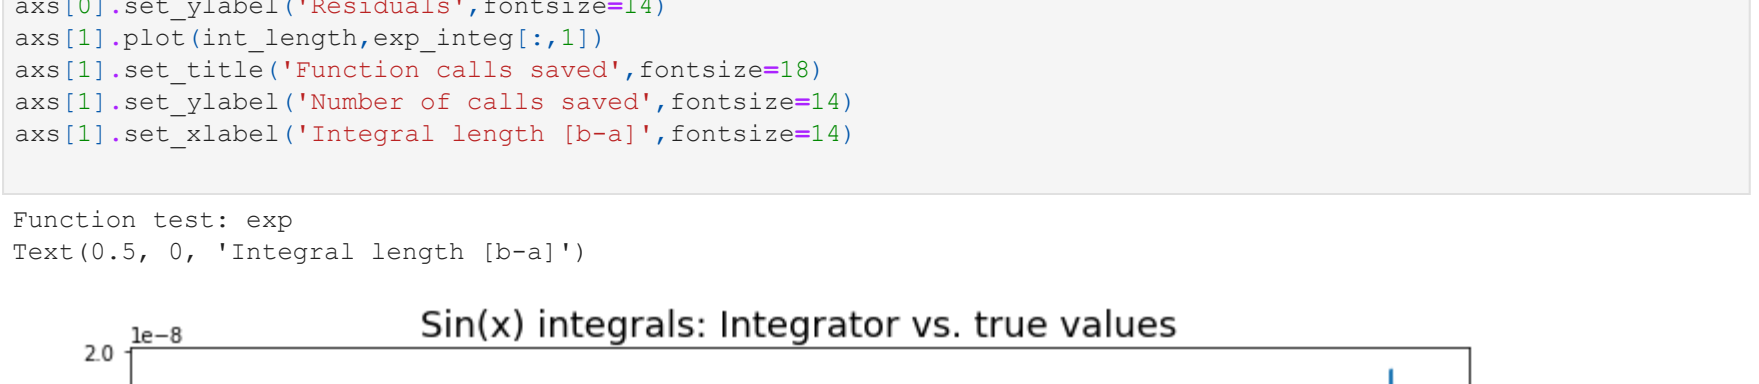 axs[0].set_ylabel('Residuals',fontsize=14)
axs[1].plot(int_length,exp_integ[:,1])
axs[1].set_title('Function calls saved',fontsize=18)
axs[1].set_ylabel('Number of calls saved',fontsize=14)
axs[1].set_xlabel('Integral length [b-a]',fontsize=14)
Function test: exp
Text(0.5, 0, 'Integral length [b-a]')
Sin(x) integrals: Integrator vs. true values
1e−8
2.0